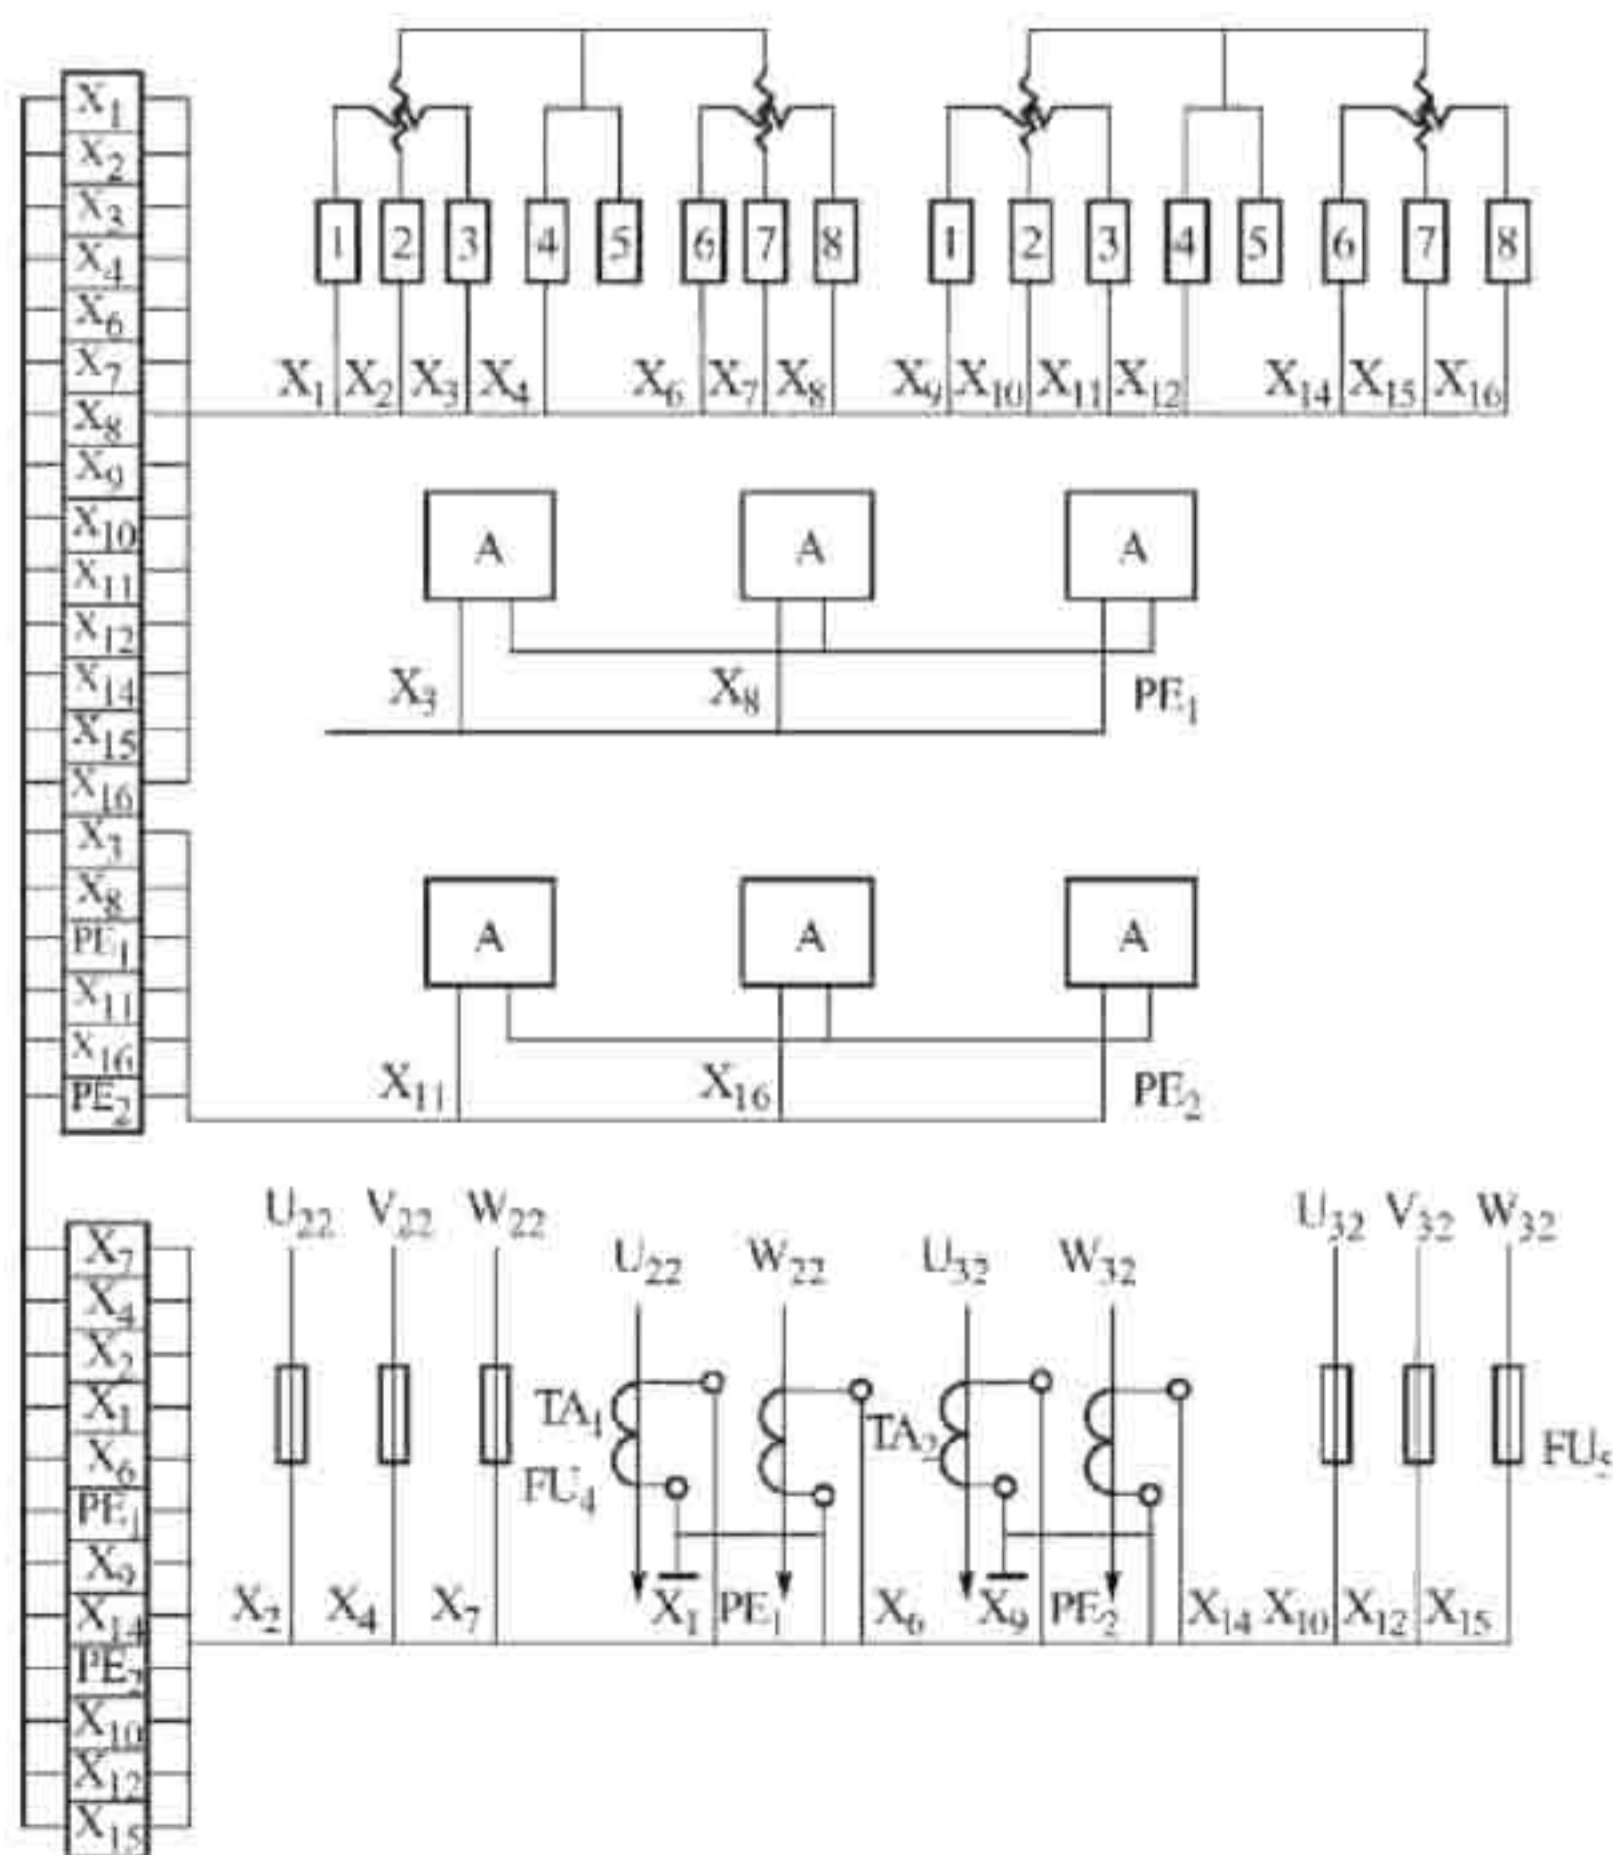 X1
X2
X3
X4
X6
X7
X8
X9
X10
X11
X12
X14
X15
X16
X3
X8
PE1
X11
X16
PE2
1 2 3 4 5 6 7 8 1 2 3 4 5 6 7 8
X1 X2 X3 X4 X6 X7 X8 X9 X10 X11 X12 X14 X15 X16
A A A
X3 X8 PE1
A A A
X11 X16 PE2
X7
X4
X2
X1
X6
PE1
X9
X14
PE2
X10
X12
X15
U22 V22 W22 U32 V32 W32
U22 W22 U32 W32
TA1 TA2
FU4 FU5
X2 X4 X7 X1 PE1 X6 X9 PE2 X14 X10 X12 X15